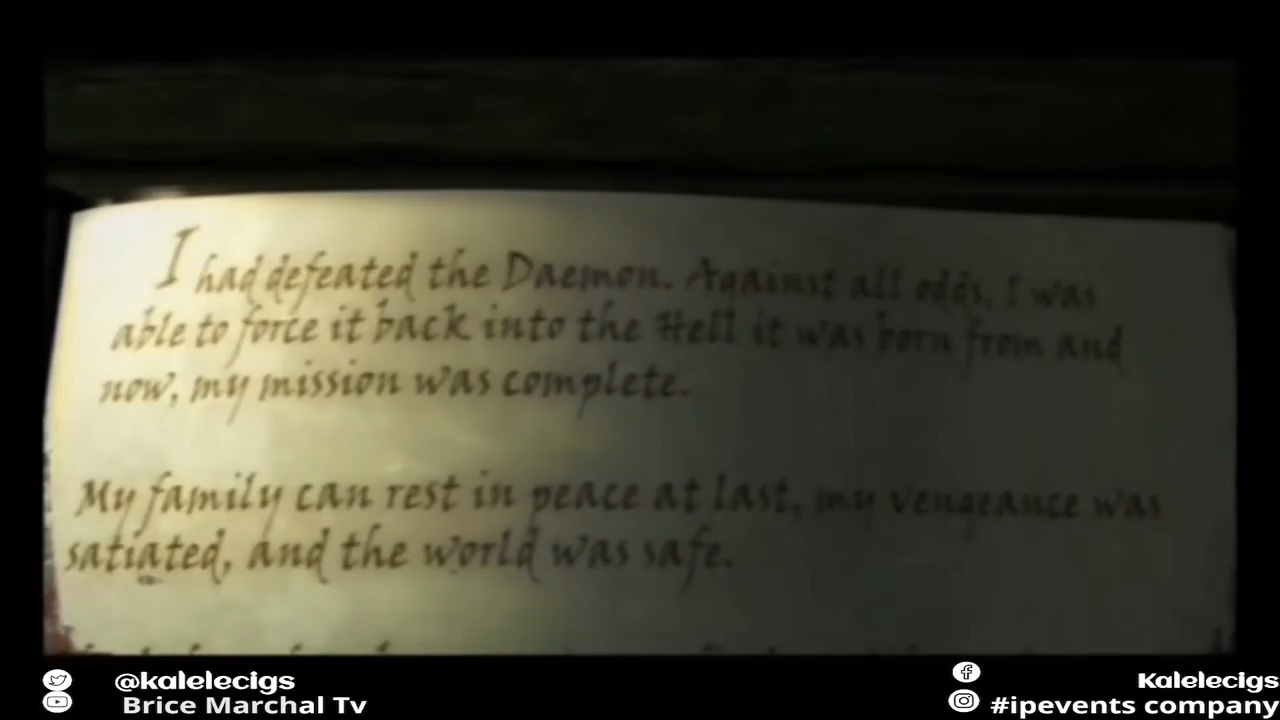 I had defeated the Daemon. Against all odds, I was
able to force it back into the Hell it was born from and
now, my mission was complete.
My family can rest in peace at last, my vengeance was
satiated, and the world was safe.
@kalelecigs
Brice Marchal Tv
Kalelecigs
#ipevents company